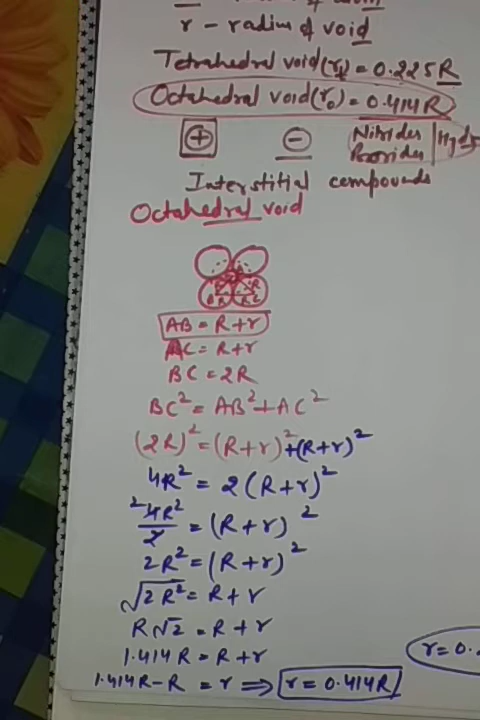 r - radius of void
Tetrahedral void(rt) = 0.225R
Octahedral void(ro) = 0.414R
+ − Nitrides
Interstitial compounds
Octahedral void
AB = R+r
AC = R+r
BC = 2R
BC² = AB²+AC²
(2R)² = (R+r)²+(R+r)²
4R² = 2(R+r)²
2 4R²/2 = (R+r)²
2R² = (R+r)²
√2R² = R+r
R√2 = R+r
1.414R = R+r
r=0.
1.414R-R = r ⇒ r = 0.414R